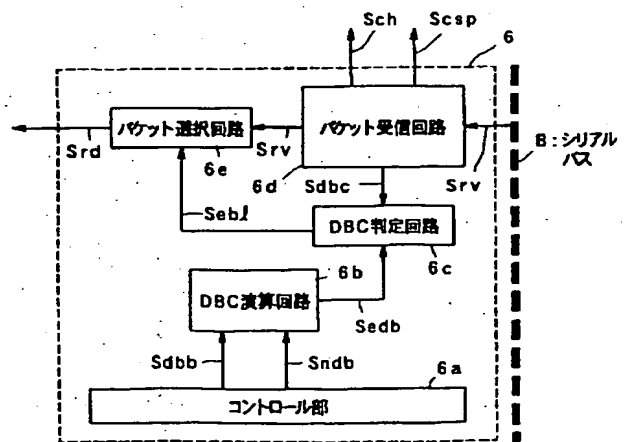 Sch
Scsp
6
パケット選択回路
6e
Srd
Srv
パケット受信回路
6d
Srv
B:シリアル
バス
Sdbc
Sebl
DBC判定回路
6c
6b
DBC演算回路
Sedb
Sdbb
Sndb
6a
コントロール部